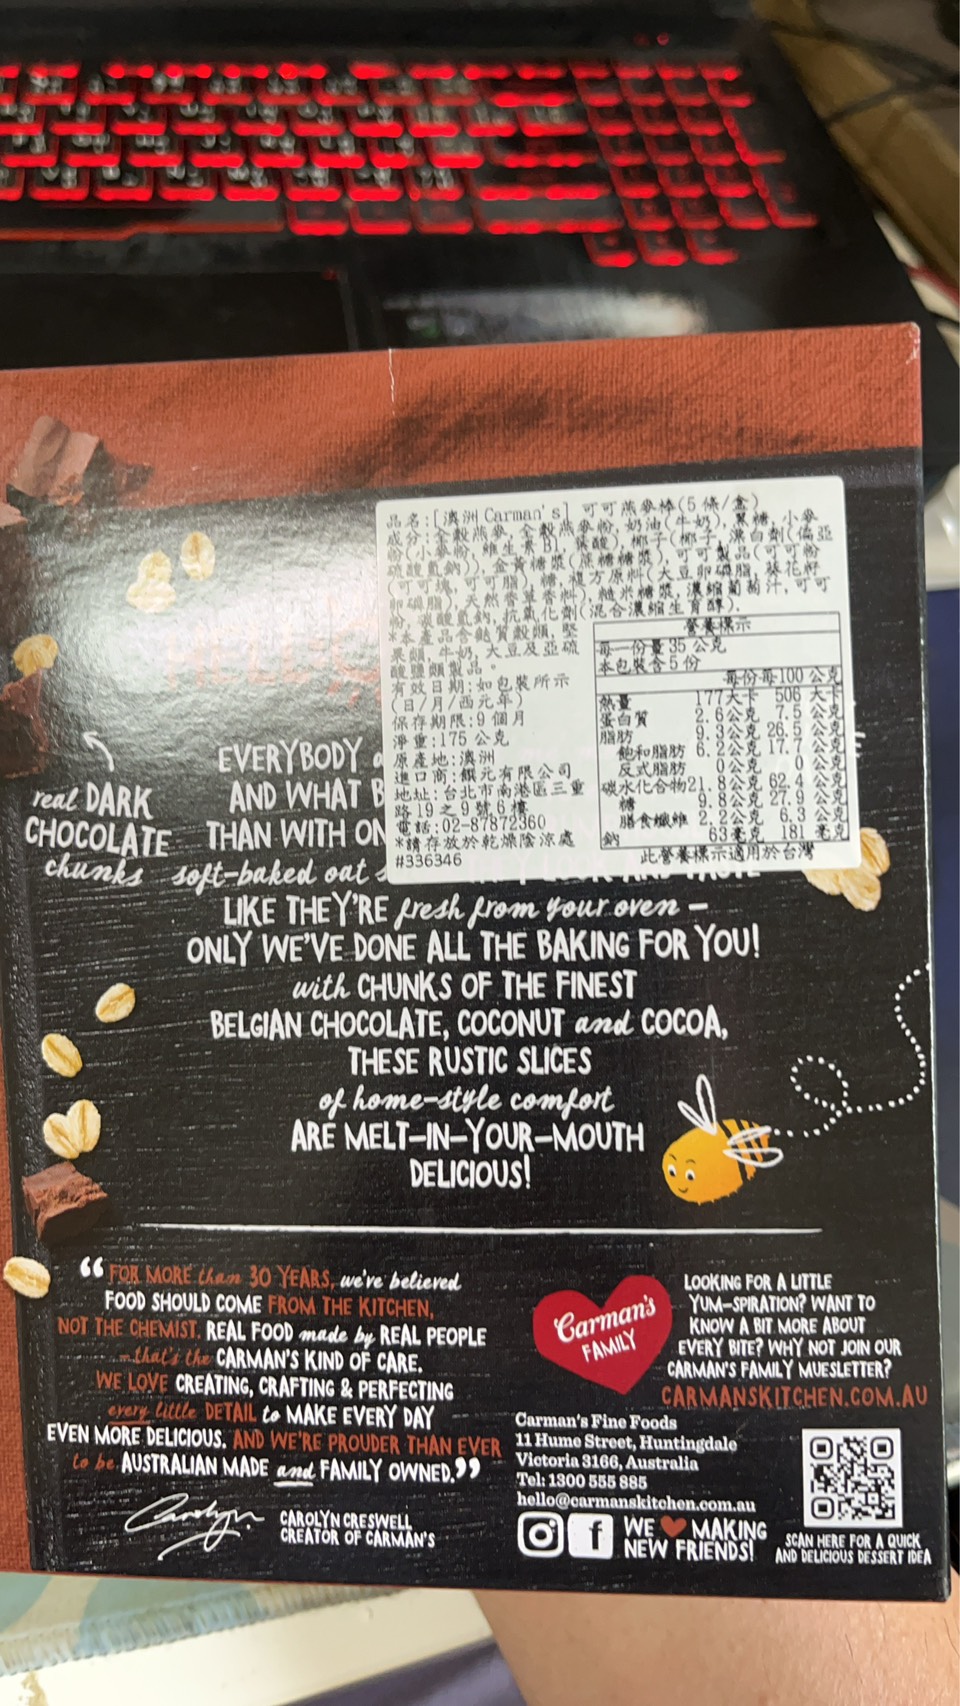 品名:[澳洲 Carman's] 可可燕麥棒(5 條/盒)
成分:全穀燕麥,全穀燕麥粉,奶油(牛奶),黑糖,小麥
粉(小麥粉,維生素B1,葉酸),椰子(椰子,漂白劑(偏亞
硫酸氫鈉)),金黃糖漿(蔗糖糖漿),可可製品(可可粉
(可可塊,可可脂),糖,複方原料(大豆卵磷脂,葵花籽
卵磷脂),天然香草香料),糙米糖漿,濃縮葡萄汁,可可
粉,碳酸氫鈉,抗氧化劑(混合濃縮生育醇).
*本產品含麩質穀類,堅
果類,牛奶,大豆及亞硫
酸鹽類製品。
有效日期:如包裝所示
(日/月/西元年)
保存期限:9 個月
淨重:175 公克
原產地:澳洲
進口商:饌元有限公司
地址:台北市南港區三重
路19之9號6樓
電話:02-87872360
*請存放於乾燥陰涼處
#336346
營養標示
每一份量35 公克
本包裝含5 份
每份 每100 公克
熱量 177大卡 506 大卡
蛋白質 2.6公克 7.5 公克
脂肪 9.3公克 26.5 公克
飽和脂肪 6.2公克 17.7 公克
反式脂肪 0公克 0 公克
碳水化合物21.8公克 62.4 公克
糖 9.8公克 27.9 公克
膳食纖維 2.2公克 6.3 公克
鈉 63毫克 181 毫克
此營養標示適用於台灣
real DARK
CHOCOLATE
chunks
EVERYBODY
AND WHAT
THAN WITH
soft-baked oat
LIKE THEY'RE fresh from your oven –
ONLY WE'VE DONE ALL THE BAKING FOR YOU!
with CHUNKS OF THE FINEST
BELGIAN CHOCOLATE, COCONUT and COCOA,
THESE RUSTIC SLICES
of home-style comfort
ARE MELT-IN-YOUR-MOUTH
DELICIOUS!
“FOR MORE than 30 YEARS, we've believed
FOOD SHOULD COME FROM THE KITCHEN,
NOT THE CHEMIST. REAL FOOD made by REAL PEOPLE
– that's the CARMAN'S KIND OF CARE.
WE LOVE CREATING, CRAFTING & PERFECTING
every little DETAIL to MAKE EVERY DAY
EVEN MORE DELICIOUS. AND WE'RE PROUDER THAN EVER
to be AUSTRALIAN MADE and FAMILY OWNED.”
Carolyn
CAROLYN CRESWELL
CREATOR OF CARMAN'S
Carman's
FAMILY
LOOKING FOR A LITTLE
YUM-SPIRATION? WANT TO
KNOW A BIT MORE ABOUT
EVERY BITE? WHY NOT JOIN OUR
CARMAN'S FAMILY MUESLETTER?
CARMANSKITCHEN.COM.AU
Carman's Fine Foods
11 Hume Street, Huntingdale
Victoria 3166, Australia
Tel: 1300 555 885
hello@carmanskitchen.com.au
WE MAKING
NEW FRIENDS!
SCAN HERE FOR A QUICK
AND DELICIOUS DESSERT IDEA